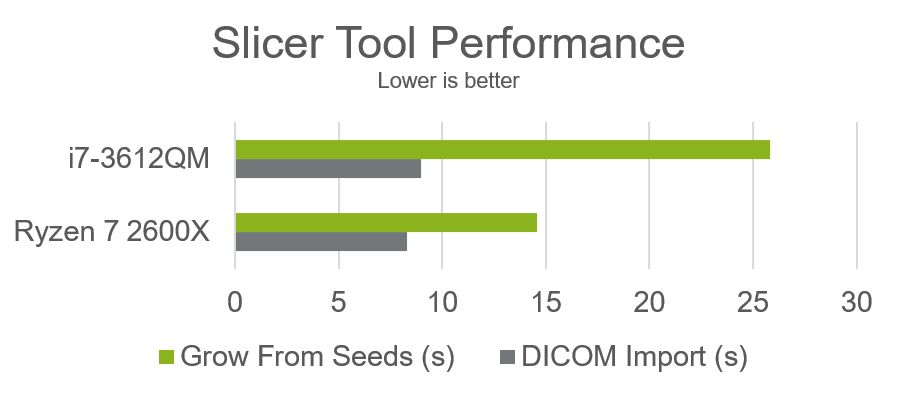 Slicer Tool Performance
Lower is better
i7-3612QM
Ryzen 7 2600X
0 5 10 15 20 25 30
Grow From Seeds (s) DICOM Import (s)